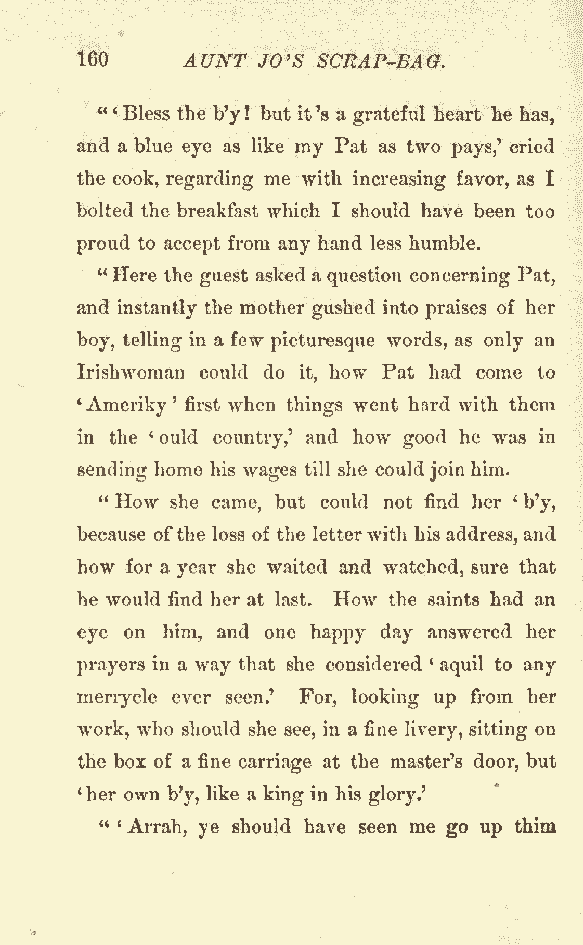 160 AUNT JO'S SCRAP-BAG.
"'Bless the b'y! but it's a grateful heart he has,
and a blue eye as like my Pat as two pays,' cried
the cook, regarding me with increasing favor, as I
bolted the breakfast which I should have been too
proud to accept from any hand less humble.
"Here the guest asked a question concerning Pat,
and instantly the mother gushed into praises of her
boy, telling in a few picturesque words, as only an
Irishwoman could do it, how Pat had come to
'Ameriky' first when things went hard with them
in the 'ould country,' and how good he was in
sending home his wages till she could join him.
"How she came, but could not find her 'b'y,
because of the loss of the letter with his address, and
how for a year she waited and watched, sure that
he would find her at last. How the saints had an
eye on him, and one happy day answered her
prayers in a way that she considered 'aquil to any
merrycle ever seen.' For, looking up from her
work, who should she see, in a fine livery, sitting on
the box of a fine carriage at the master's door, but
'her own b'y, like a king in his glory.'
"'Arrah, ye should have seen me go up thim